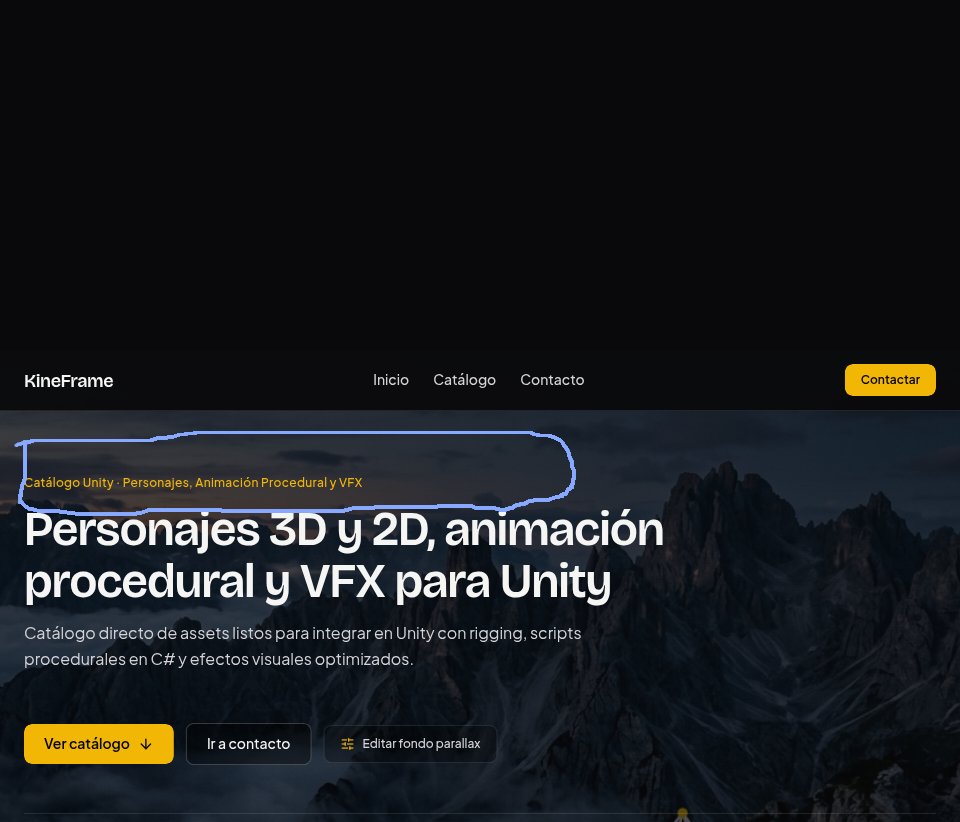 KineFrame
Inicio
Catálogo
Contacto
Contactar
Catálogo Unity · Personajes, Animación Procedural y VFX
Personajes 3D y 2D, animación
procedural y VFX para Unity
Catálogo directo de assets listos para integrar en Unity con rigging, scripts
procedurales en C# y efectos visuales optimizados.
Ver catálogo ↓
Ir a contacto
Editar fondo parallax